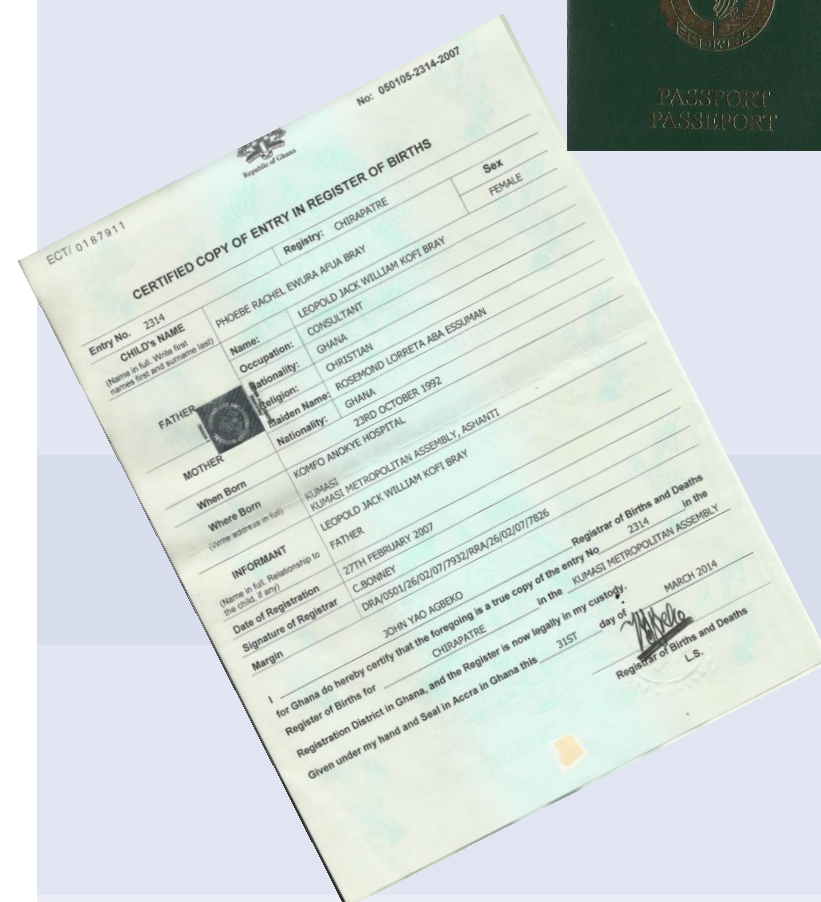 PASSPORT
PASSEPORT
No: 050105-2314-2007
Republic of Ghana
ECT/ 0187911
CERTIFIED COPY OF ENTRY IN REGISTER OF BIRTHS
Registry: CHIRAPATRE
Sex
FEMALE
Entry No. 2314
CHILD's NAME
(Name in full. Write first
names first and surname last)
PHOEBE RACHEL EWURA AFUA BRAY
FATHER
Name: LEOPOLD JACK WILLIAM KOFI BRAY
Occupation: CONSULTANT
Nationality: GHANA
Religion: CHRISTIAN
MOTHER
Maiden Name: ROSEMOND LORRETA ABA ESSUMAN
Nationality: GHANA
When Born 23RD OCTOBER 1992
Where Born
(Write address in full)
KOMFO ANOKYE HOSPITAL
KUMASI
KUMASI METROPOLITAN ASSEMBLY, ASHANTI
INFORMANT
(Name in full. Relationship to
the child, if any)
LEOPOLD JACK WILLIAM KOFI BRAY
FATHER
Date of Registration 27TH FEBRUARY 2007
Signature of Registrar C.BONNEY
Margin DRA/0501/26/02/07/7932/RRA/26/02/07/7826
I JOHN YAO AGBEKO Registrar of Births and Deaths
for Ghana do hereby certify that the foregoing is a true copy of the entry No 2314 in the
Register of Births for CHIRAPATRE in the KUMASI METROPOLITAN ASSEMBLY
Registration District in Ghana, and the Register is now legally in my custody.
Given under my hand and Seal in Accra in Ghana this 31ST day of MARCH 2014
Registrar of Births and Deaths
L.S.